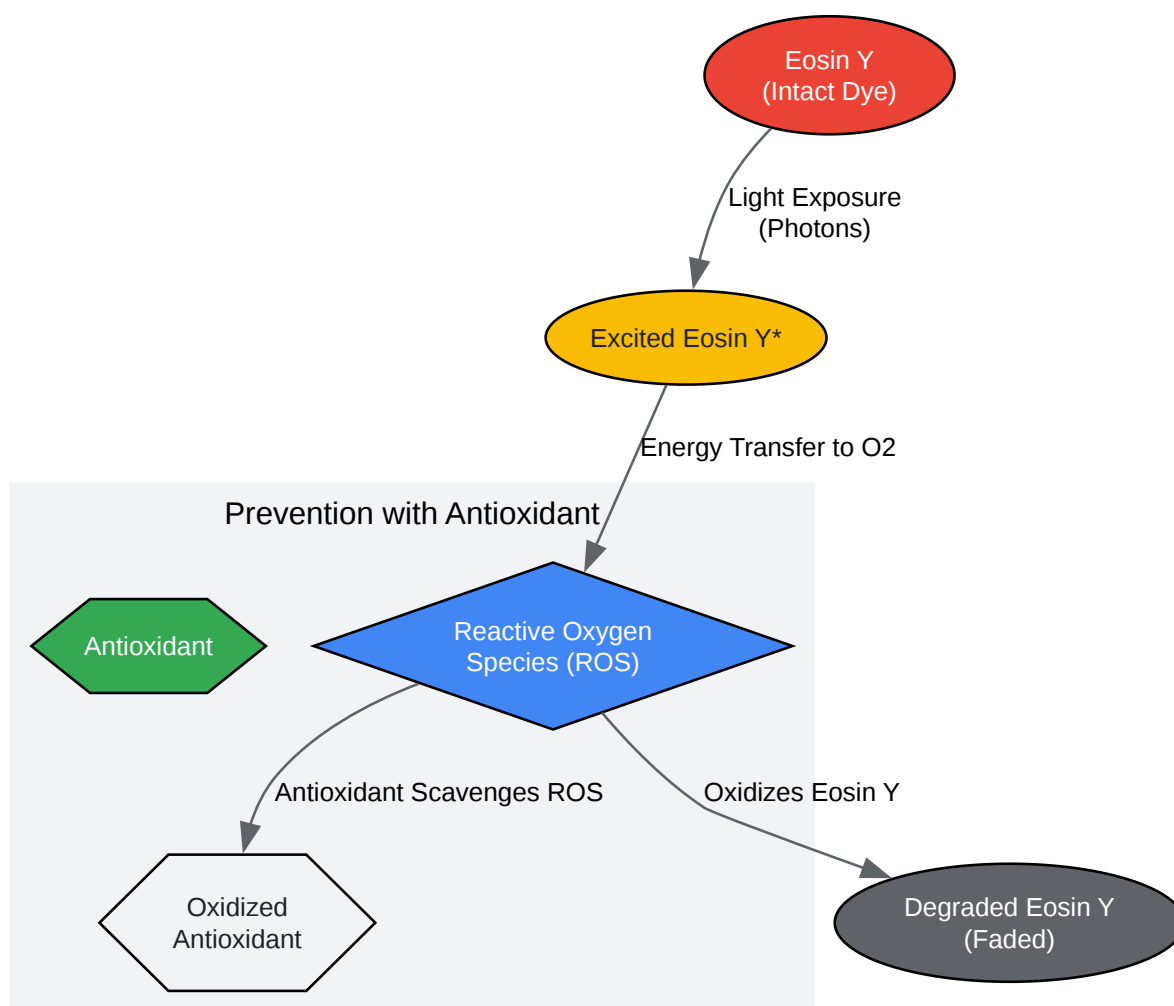 Eosin Y
(Intact Dye)
Light Exposure
(Photons)
Excited Eosin Y*
Energy Transfer to O2
Prevention with Antioxidant
Antioxidant
Reactive Oxygen
Species (ROS)
Antioxidant Scavenges ROS
Oxidizes Eosin Y
Oxidized
Antioxidant
Degraded Eosin Y
(Faded)